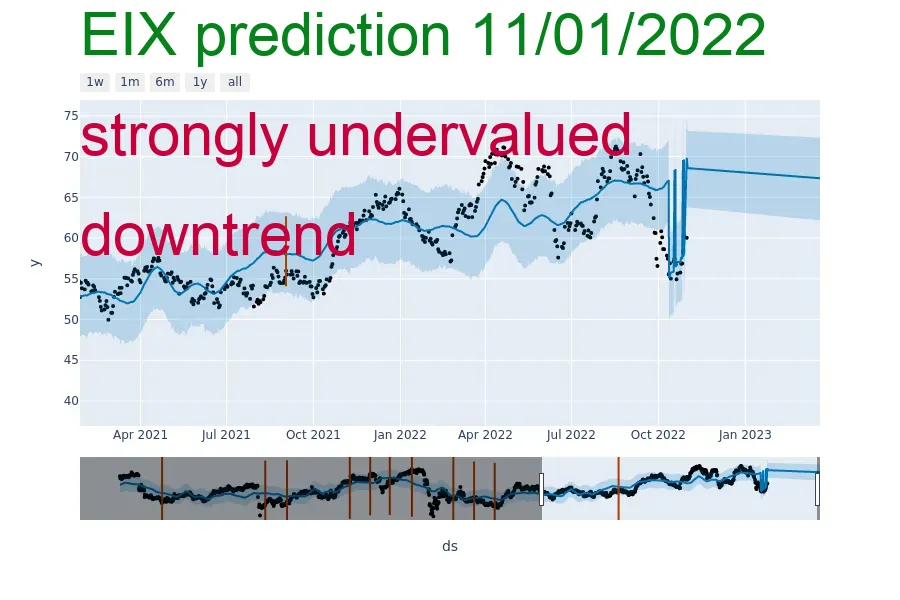 EIX prediction 11/01/2022
1w 1m 6m 1y all
strongly undervalued
downtrend
75
70
65
60
55
50
45
40
y
Apr 2021 Jul 2021 Oct 2021 Jan 2022 Apr 2022 Jul 2022 Oct 2022 Jan 2023
ds